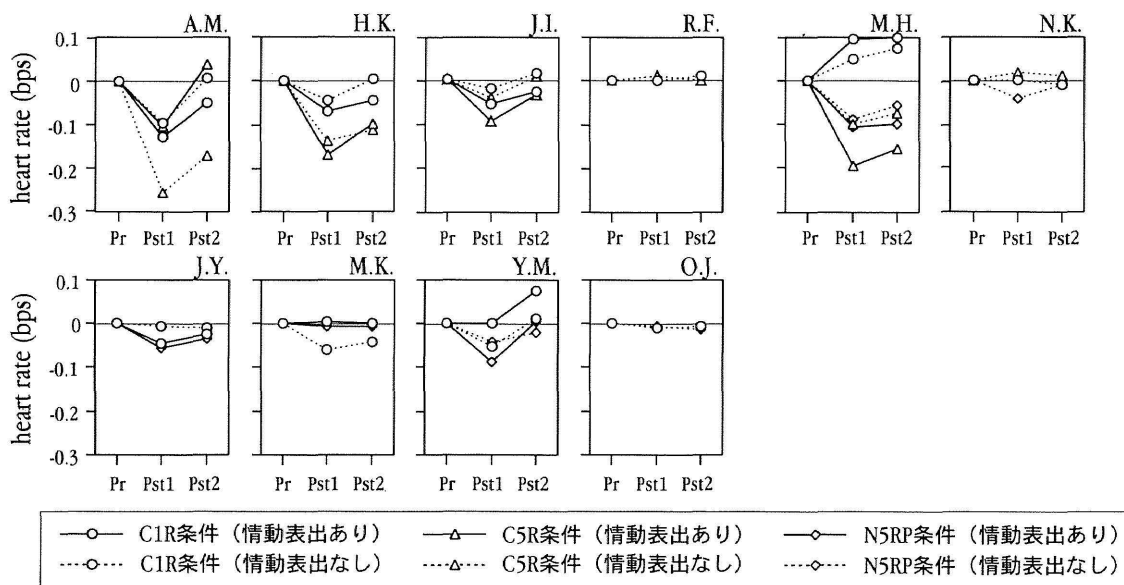 A.M. H.K. J.I. R.F. M.H. N.K.
heart rate (bps)
0.1
0
-0.1
-0.2
-0.3
Pr Pst1 Pst2 Pr Pst1 Pst2 Pr Pst1 Pst2 Pr Pst1 Pst2 Pr Pst1 Pst2 Pr Pst1 Pst2
J.Y. M.K. Y.M. O.J.
heart rate (bps)
0.1
0
-0.1
-0.2
-0.3
Pr Pst1 Pst2 Pr Pst1 Pst2 Pr Pst1 Pst2 Pr Pst1 Pst2
C1R条件（情動表出あり） C5R条件（情動表出あり） N5RP条件（情動表出あり）
C1R条件（情動表出なし） C5R条件（情動表出なし） N5RP条件（情動表出なし）